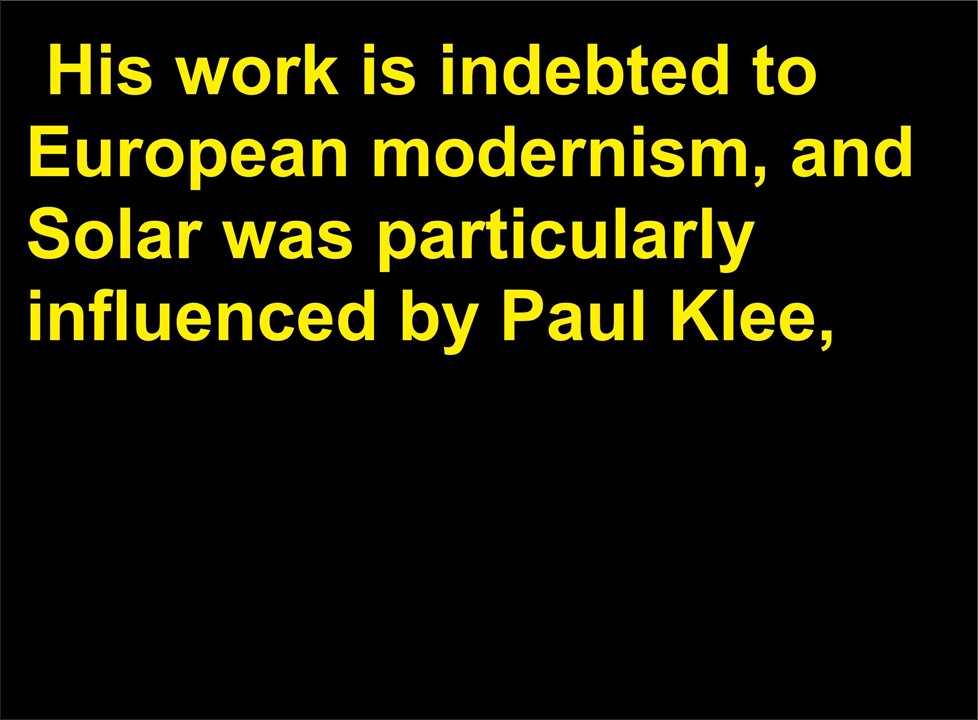 His work is indebted to
European modernism, and
Solar was particularly
influenced by Paul Klee,